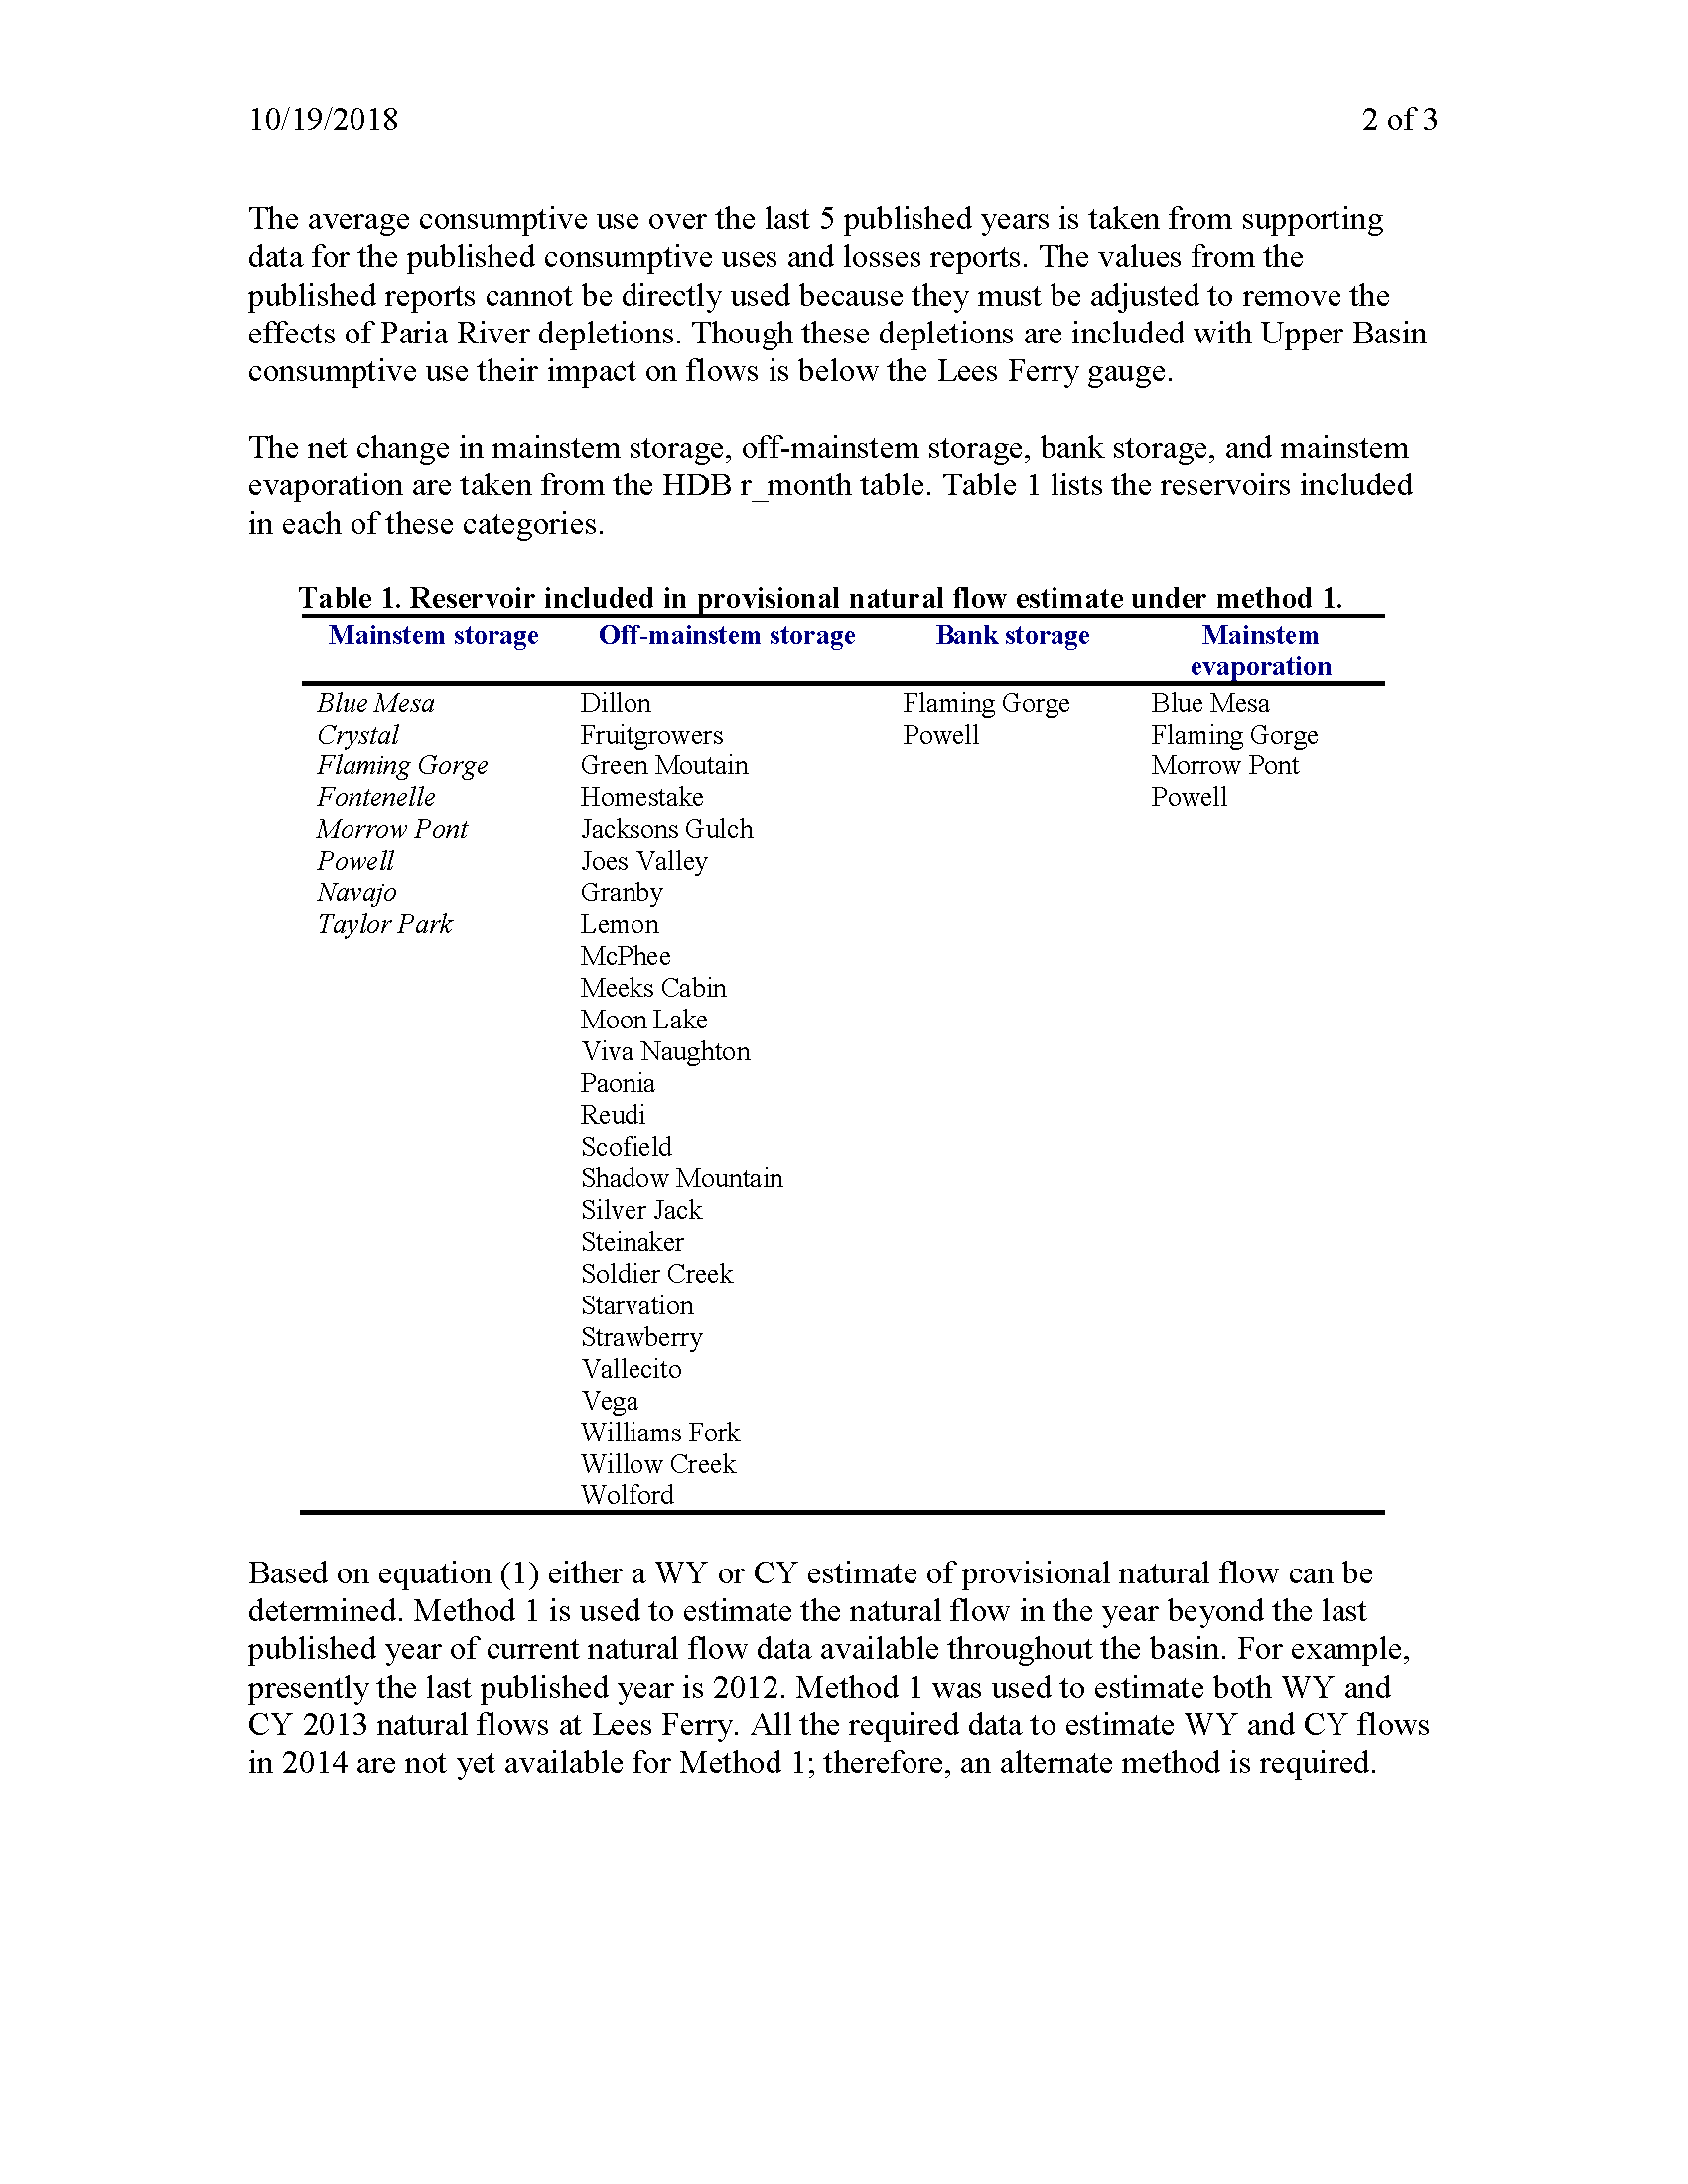 10/19/2018 2 of 3
The average consumptive use over the last 5 published years is taken from supporting
data for the published consumptive uses and losses reports. The values from the
published reports cannot be directly used because they must be adjusted to remove the
effects of Paria River depletions. Though these depletions are included with Upper Basin
consumptive use their impact on flows is below the Lees Ferry gauge.
The net change in mainstem storage, off-mainstem storage, bank storage, and mainstem
evaporation are taken from the HDB r_month table. Table 1 lists the reservoirs included
in each of these categories.
Table 1. Reservoir included in provisional natural flow estimate under method 1.
Mainstem storage Off-mainstem storage Bank storage Mainstem
evaporation
Blue Mesa Dillon Flaming Gorge Blue Mesa
Crystal Fruitgrowers Powell Flaming Gorge
Flaming Gorge Green Moutain Morrow Pont
Fontenelle Homestake Powell
Morrow Pont Jacksons Gulch
Powell Joes Valley
Navajo Granby
Taylor Park Lemon
McPhee
Meeks Cabin
Moon Lake
Viva Naughton
Paonia
Reudi
Scofield
Shadow Mountain
Silver Jack
Steinaker
Soldier Creek
Starvation
Strawberry
Vallecito
Vega
Williams Fork
Willow Creek
Wolford
Based on equation (1) either a WY or CY estimate of provisional natural flow can be
determined. Method 1 is used to estimate the natural flow in the year beyond the last
published year of current natural flow data available throughout the basin. For example,
presently the last published year is 2012. Method 1 was used to estimate both WY and
CY 2013 natural flows at Lees Ferry. All the required data to estimate WY and CY flows
in 2014 are not yet available for Method 1; therefore, an alternate method is required.